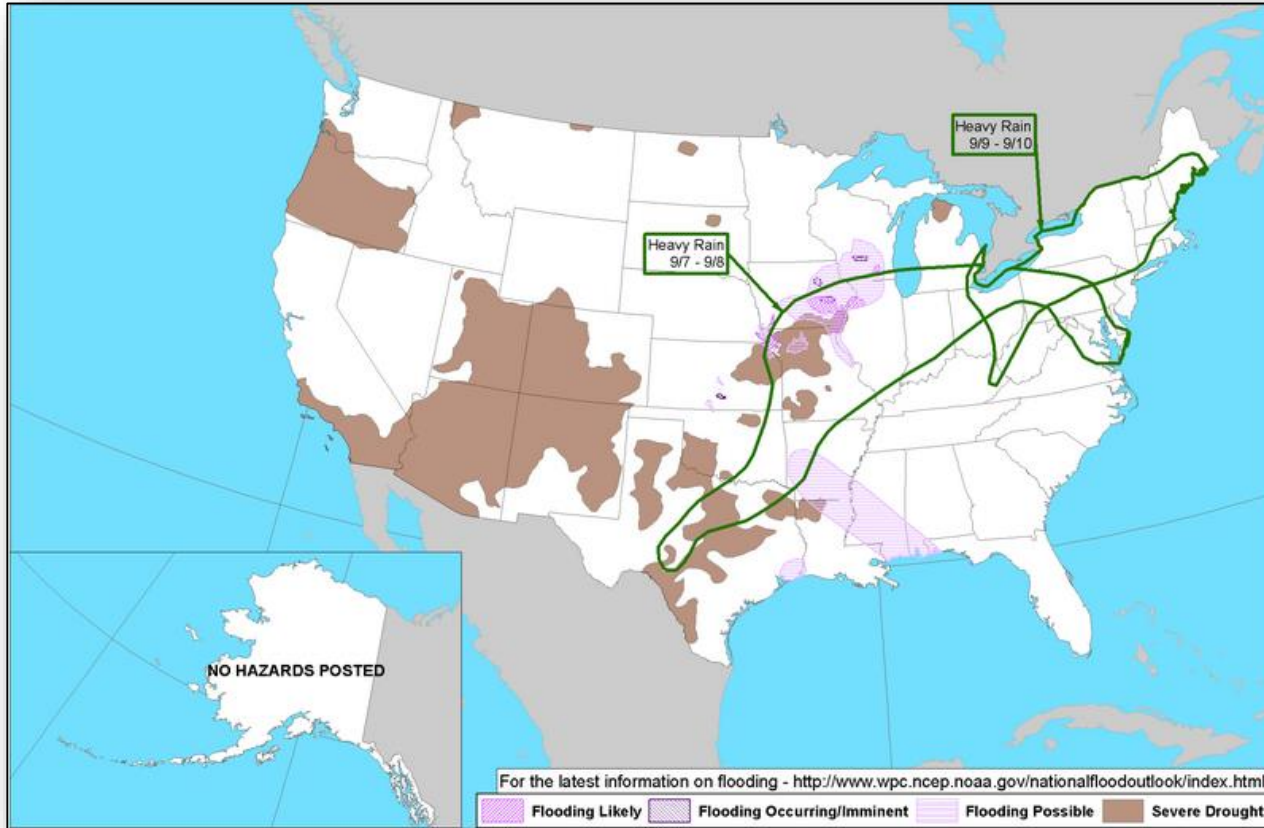 Heavy Rain
9/9 - 9/10
Heavy Rain
9/7 - 9/8
NO HAZARDS POSTED
For the latest information on flooding - http://www.wpc.ncep.noaa.gov/nationalfloodoutlook/index.html
Flooding Likely Flooding Occurring/Imminent Flooding Possible Severe Drought